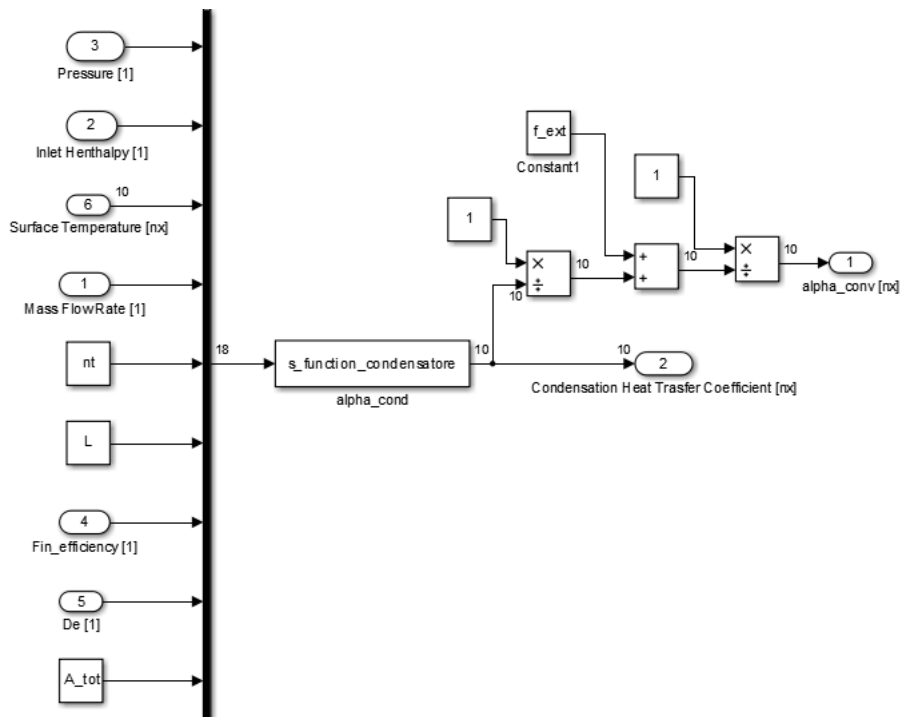 3
Pressure [1]
2
Inlet Henthalpy [1]
10
6
Surface Temperature [nx]
1
Mass FlowRate [1]
nt
L
4
Fin_efficiency [1]
5
De [1]
A_tot
18
s_function_condensatore
alpha_cond
10
1
×
÷
10
10
f_ext
Constant1
+
+
10
1
×
÷
10
1
alpha_conv [nx]
10
2
Condensation Heat Trasfer Coefficient [nx]